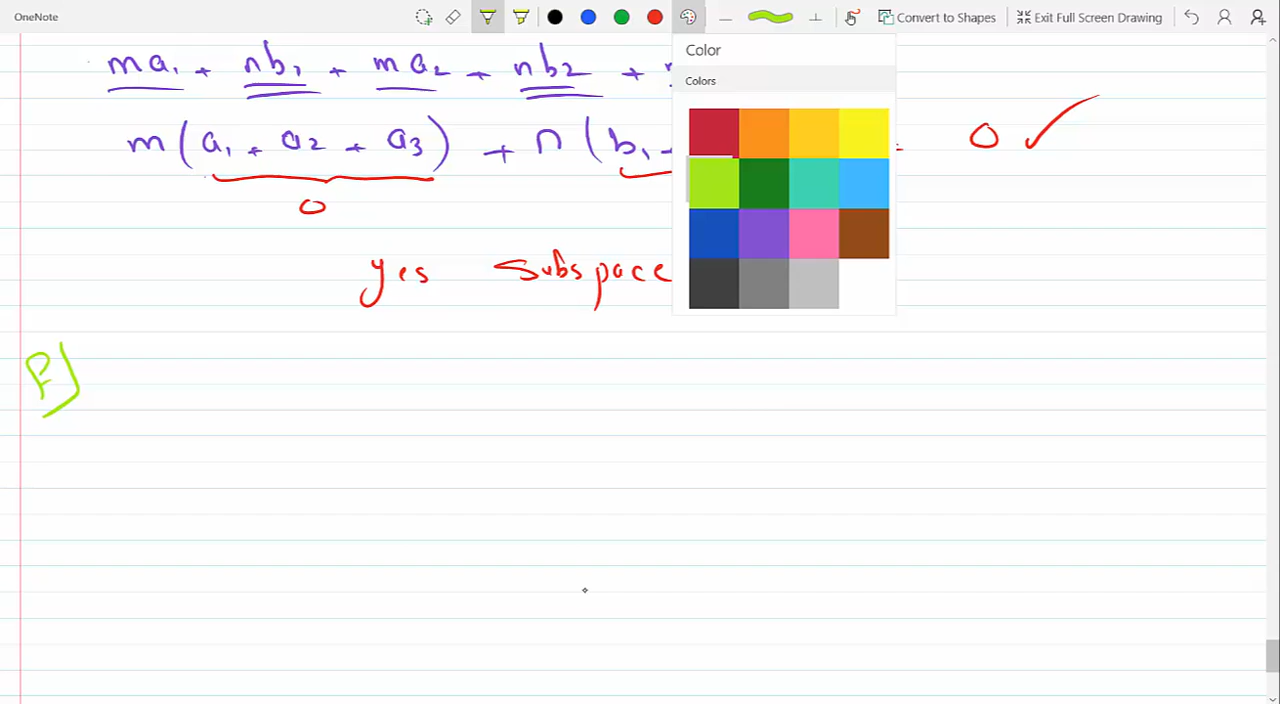 OneNote
Convert to Shapes
Exit Full Screen Drawing
Color
Colors
ma₁ + nb₁ + ma₂ + nb₂ +
m(a₁ + a₂ + a₃) + n(b₁ + = 0 ✓
0
yes subspace
F)